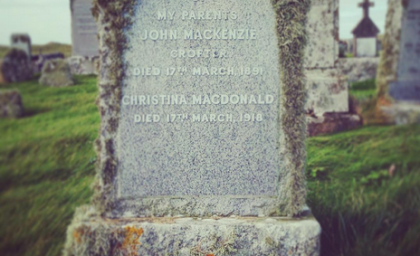 MY PARENTS
JOHN MACKENZIE
CROFTER
DIED 17TH MARCH, 1891
CHRISTINA MACDONALD
DIED 17TH MARCH, 1918